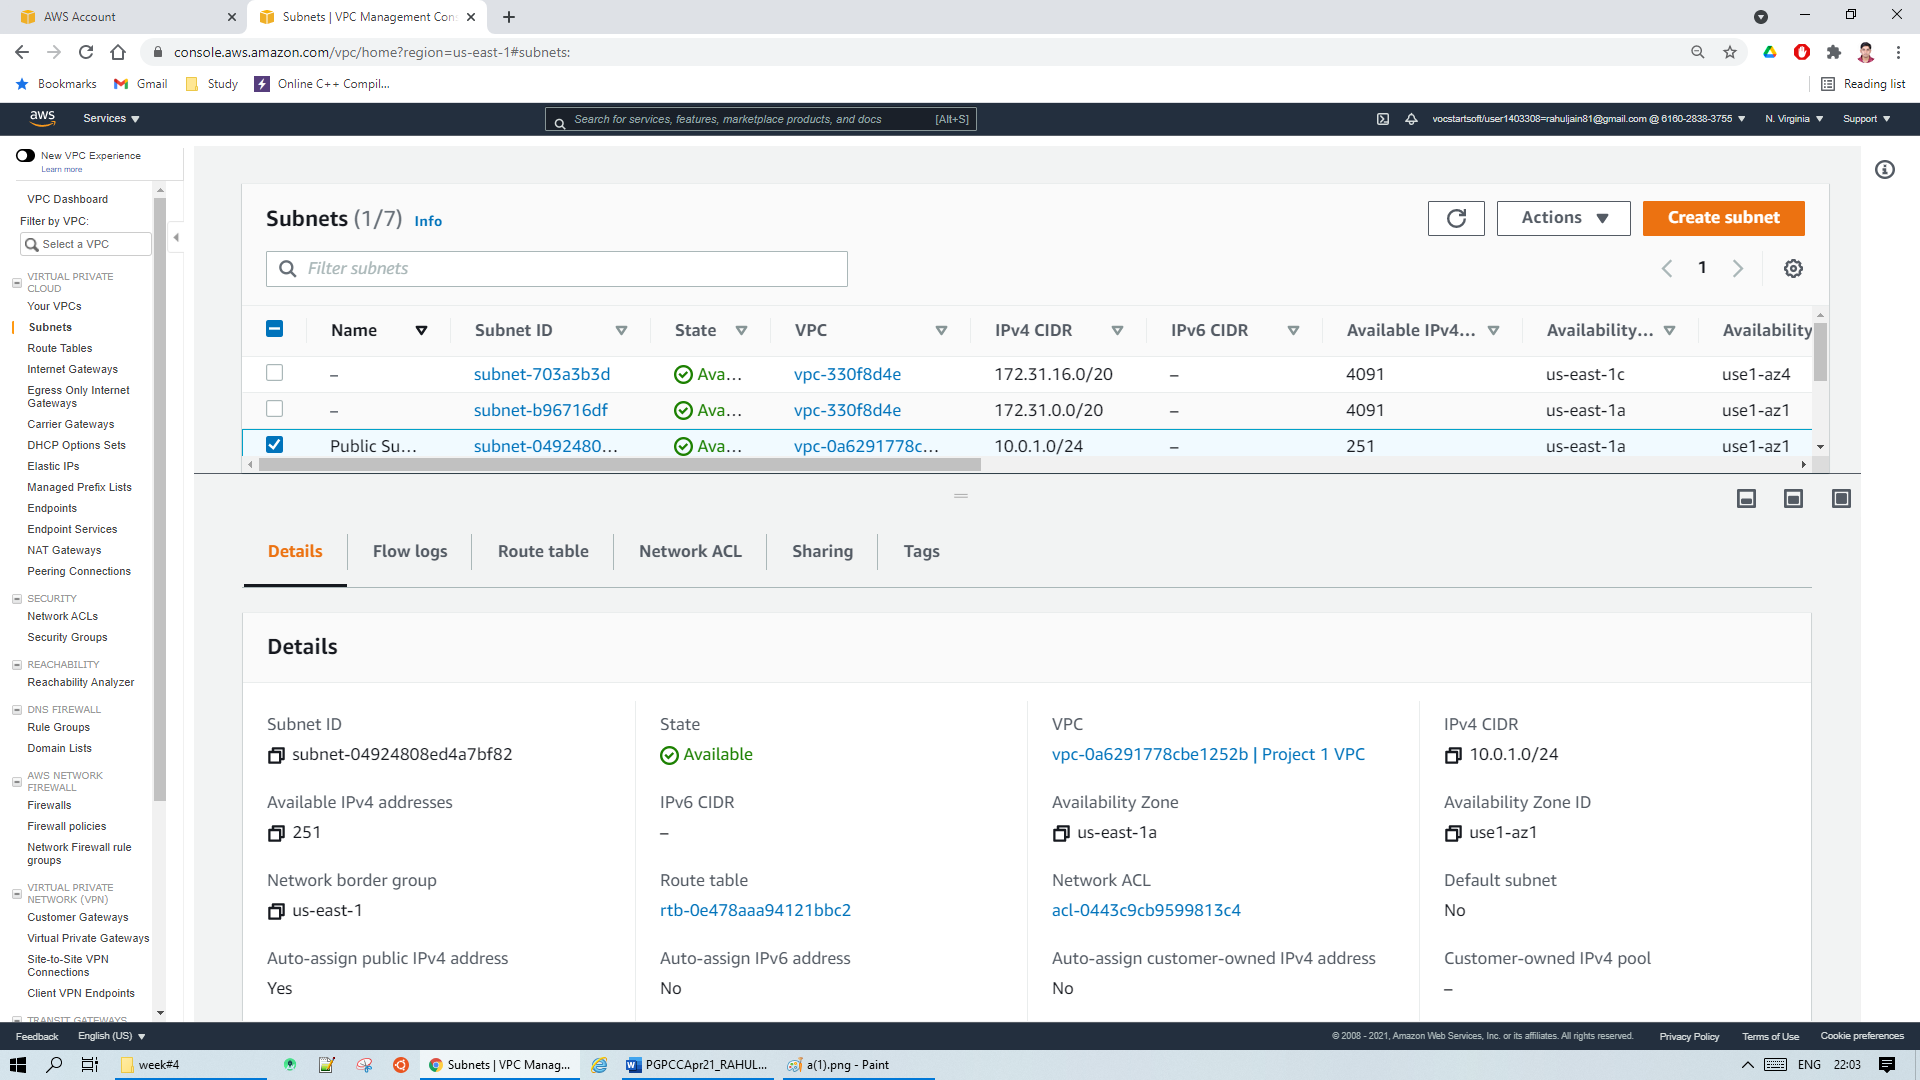 AWS Account
Subnets | VPC Management Con
console.aws.amazon.com/vpc/home?region=us-east-1#subnets:
Bookmarks Gmail Study Online C++ Compil... Reading list
aws Services Search for services, features, marketplace products, and docs [Alt+S] vocstartsoft/user1403308=rahuljain81@gmail.com @ 6160-2838-3755 N. Virginia Support
New VPC Experience
Learn more
VPC Dashboard
Filter by VPC:
Select a VPC
VIRTUAL PRIVATE
CLOUD
Your VPCs
Subnets
Route Tables
Internet Gateways
Egress Only Internet
Gateways
Carrier Gateways
DHCP Options Sets
Elastic IPs
Managed Prefix Lists
Endpoints
Endpoint Services
NAT Gateways
Peering Connections
SECURITY
Network ACLs
Security Groups
REACHABILITY
Reachability Analyzer
DNS FIREWALL
Rule Groups
Domain Lists
AWS NETWORK
FIREWALL
Firewalls
Firewall policies
Network Firewall rule
groups
VIRTUAL PRIVATE
NETWORK (VPN)
Customer Gateways
Virtual Private Gateways
Site-to-Site VPN
Connections
Client VPN Endpoints
TRANSIT GATEWAYS
Subnets (1/7) Info Actions Create subnet
Filter subnets 1
Name Subnet ID State VPC IPv4 CIDR IPv6 CIDR Available IPv4... Availability... Availability
– subnet-703a3b3d Ava... vpc-330f8d4e 172.31.16.0/20 – 4091 us-east-1c use1-az4
– subnet-b96716df Ava... vpc-330f8d4e 172.31.0.0/20 – 4091 us-east-1a use1-az1
Public Su... subnet-0492480... Ava... vpc-0a6291778c... 10.0.1.0/24 – 251 us-east-1a use1-az1
Details Flow logs Route table Network ACL Sharing Tags
Details
Subnet ID State VPC IPv4 CIDR
subnet-04924808ed4a7bf82 Available vpc-0a6291778cbe1252b | Project 1 VPC 10.0.1.0/24
Available IPv4 addresses IPv6 CIDR Availability Zone Availability Zone ID
251 – us-east-1a use1-az1
Network border group Route table Network ACL Default subnet
us-east-1 rtb-0e478aaa94121bbc2 acl-0443c9cb9599813c4 No
Auto-assign public IPv4 address Auto-assign IPv6 address Auto-assign customer-owned IPv4 address Customer-owned IPv4 pool
Yes No No –
Feedback English (US) © 2008 - 2021, Amazon Web Services, Inc. or its affiliates. All rights reserved. Privacy Policy Terms of Use Cookie preferences
week#4 Subnets | VPC Manag... PGPCCApr21_RAHUL... a(1).png - Paint ENG 22:03